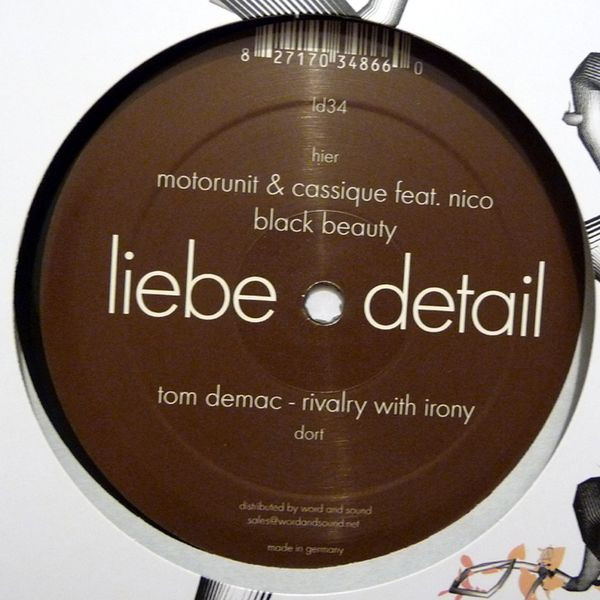 8 27170 34866 0
ld34
hier
motorunit & cassique feat. nico
black beauty
liebe detail
tom demac - rivalry with irony
dort
distributed by word and sound
sales@wordandsound.net
made in germany